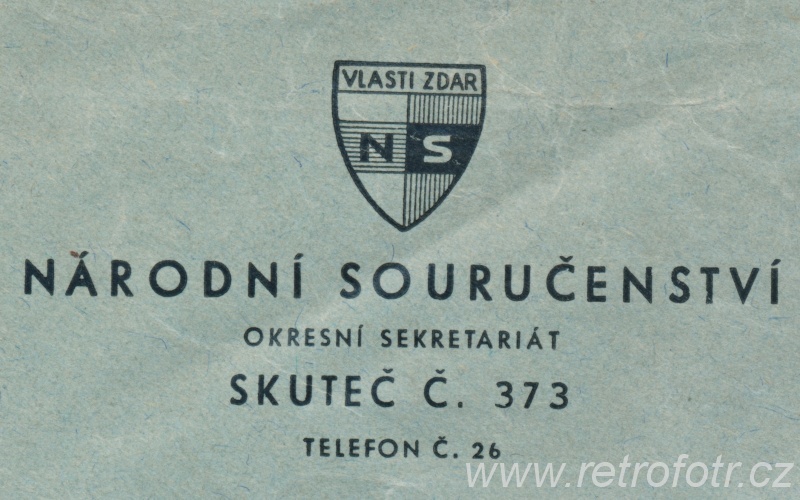 VLASTI ZDAR
NS
NÁRODNÍ SOURUČENSTVÍ
OKRESNÍ SEKRETARIÁT
SKUTEČ Č. 373
TELEFON Č. 26
www.retrofotr.cz